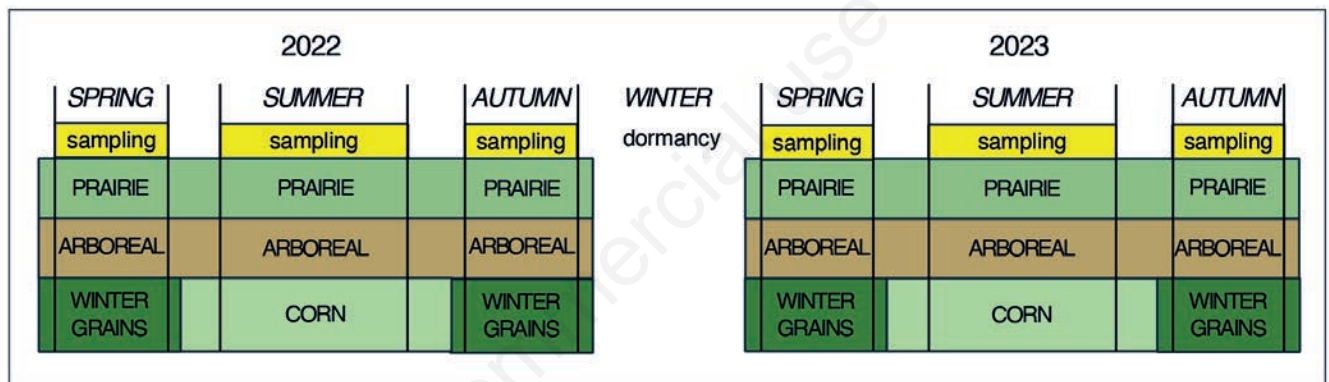 2022 2023
SPRING SUMMER AUTUMN WINTER SPRING SUMMER AUTUMN
sampling sampling sampling dormancy sampling sampling sampling
PRAIRIE PRAIRIE PRAIRIE PRAIRIE PRAIRIE PRAIRIE
ARBOREAL ARBOREAL ARBOREAL ARBOREAL ARBOREAL ARBOREAL
WINTER GRAINS CORN WINTER GRAINS WINTER GRAINS CORN WINTER GRAINS
ommercial use